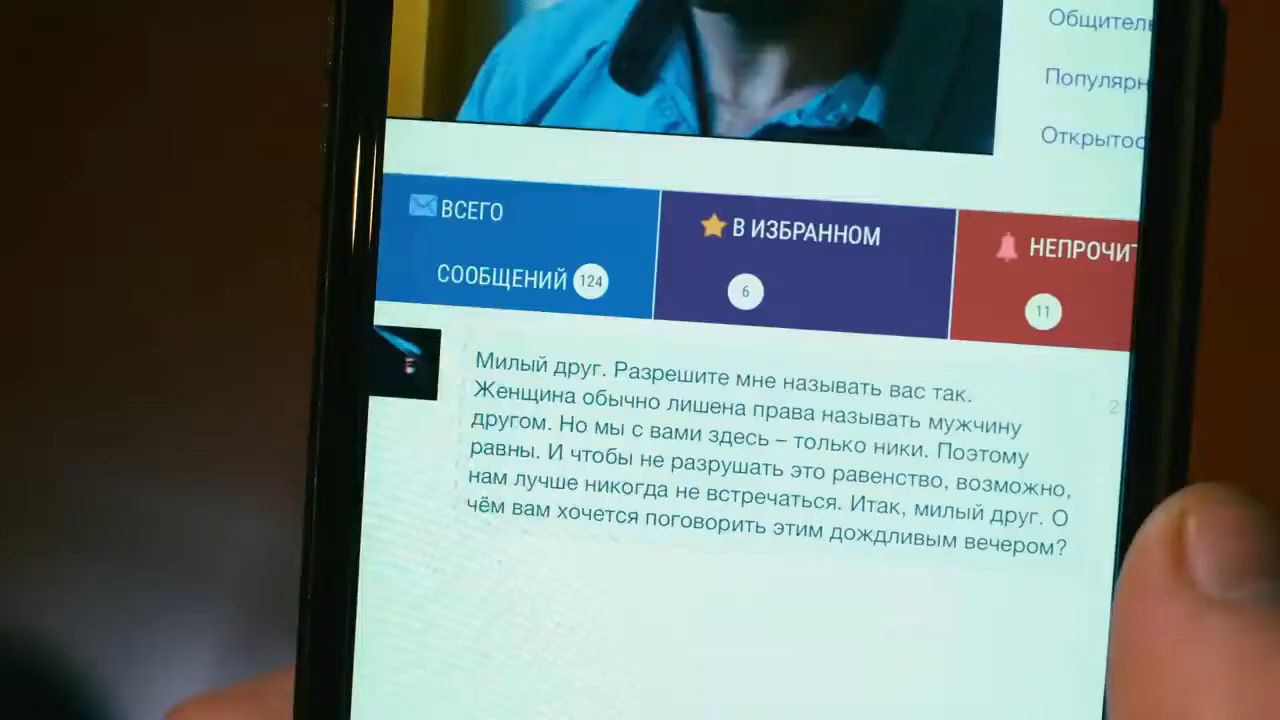 Общитель
Популярн
Открытос
ВСЕГО
СООБЩЕНИЙ 124
В ИЗБРАННОМ
6
НЕПРОЧИТ
11
Милый друг. Разрешите мне называть вас так.
Женщина обычно лишена права называть мужчину
другом. Но мы с вами здесь – только ники. Поэтому
равны. И чтобы не разрушать это равенство, возможно,
нам лучше никогда не встречаться. Итак, милый друг. О
чём вам хочется поговорить этим дождливым вечером?
2